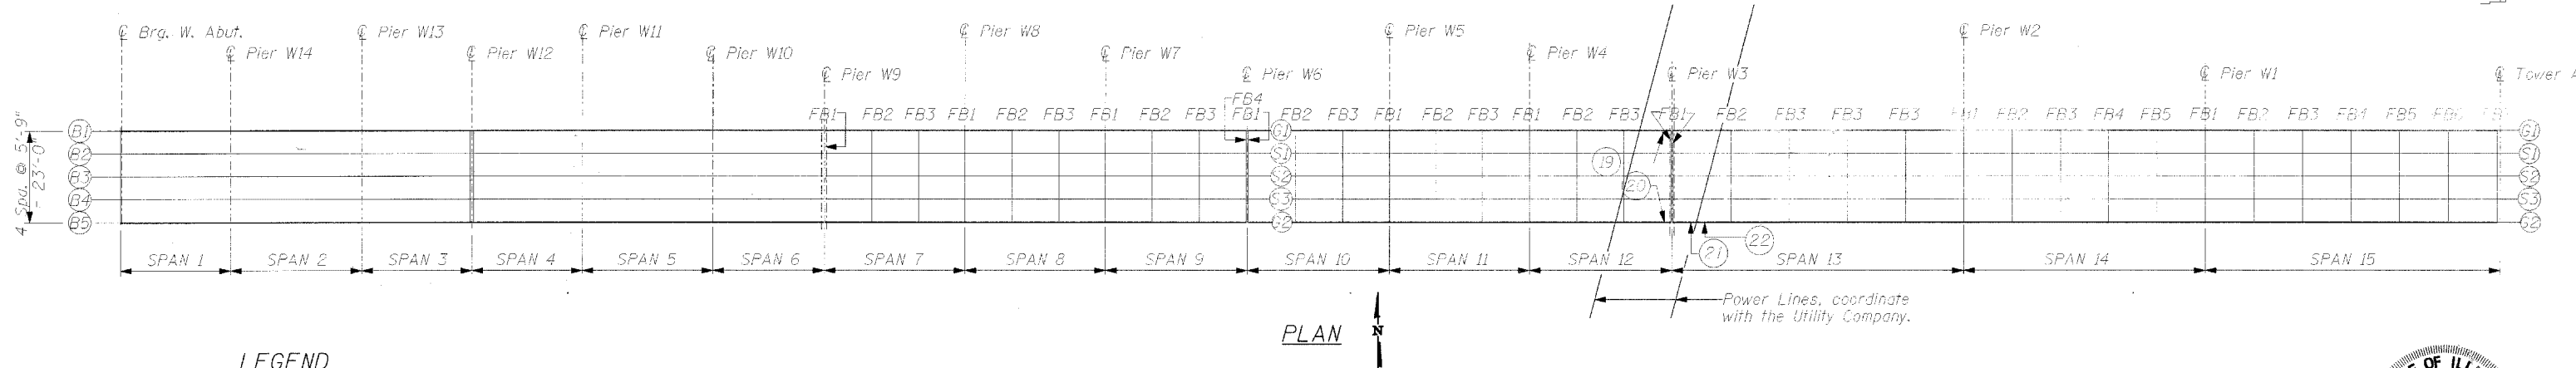 ℄ Brg. W. Abut.
℄ Pier W14
℄ Pier W13
℄ Pier W12
℄ Pier W11
℄ Pier W10
℄ Pier W9
℄ Pier W8
℄ Pier W7
℄ Pier W6
℄ Pier W5
℄ Pier W4
℄ Pier W3
℄ Pier W2
℄ Pier W1
℄ Tower
FB4
FB1 FB2 FB3 FB1 FB2 FB3 FB1 FB2 FB3 FB1 FB2 FB3 FB1 FB2 FB3 FB1 FB2 FB3 FB1 FB2 FB3 FB3 FB3 FB1 FB2 FB3 FB4 FB5 FB1 FB2 FB3 FB4 FB5
4 Spa. @ 5'-9"
= 23'-0"
B1
B2
B3
B4
B5
G1
S1
S2
S3
G2
19
20
21
22
G1
S1
S2
S3
G2
SPAN 1 SPAN 2 SPAN 3 SPAN 4 SPAN 5 SPAN 6 SPAN 7 SPAN 8 SPAN 9 SPAN 10 SPAN 11 SPAN 12 SPAN 13 SPAN 14 SPAN 15
Power Lines, coordinate
with the Utility Company.
PLAN
N
LEGEND
OF ILL